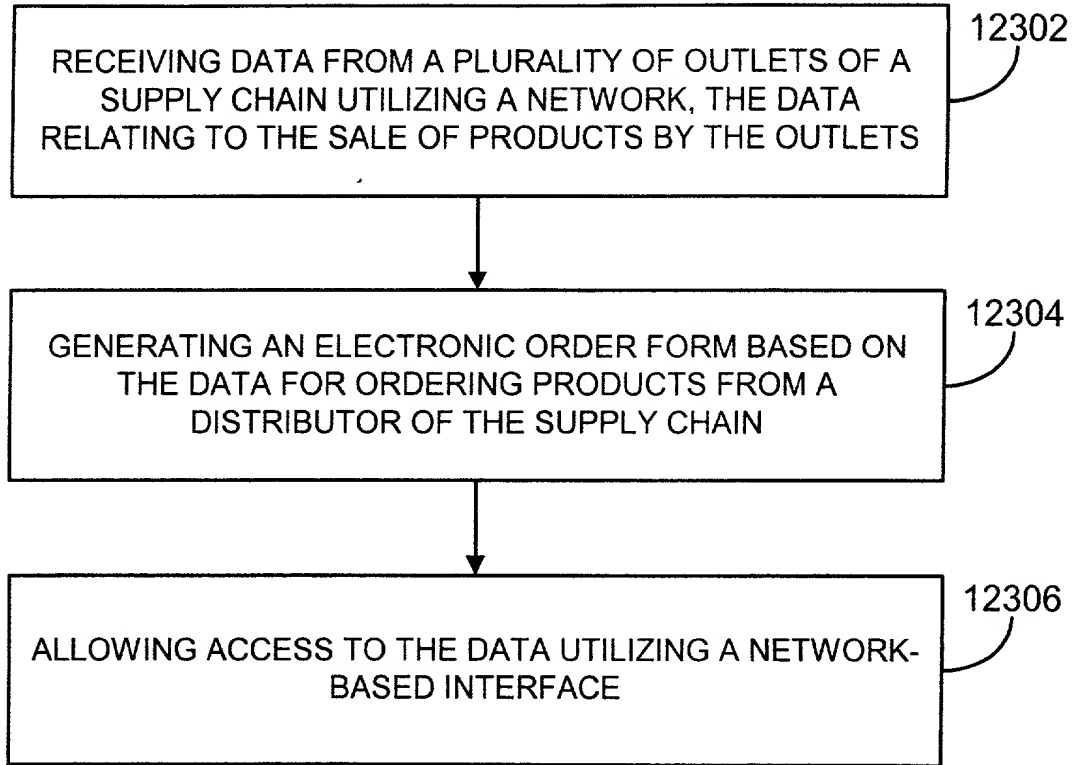 12302
RECEIVING DATA FROM A PLURALITY OF OUTLETS OF A
SUPPLY CHAIN UTILIZING A NETWORK, THE DATA
RELATING TO THE SALE OF PRODUCTS BY THE OUTLETS
12304
GENERATING AN ELECTRONIC ORDER FORM BASED ON
THE DATA FOR ORDERING PRODUCTS FROM A
DISTRIBUTOR OF THE SUPPLY CHAIN
12306
ALLOWING ACCESS TO THE DATA UTILIZING A NETWORK-
BASED INTERFACE